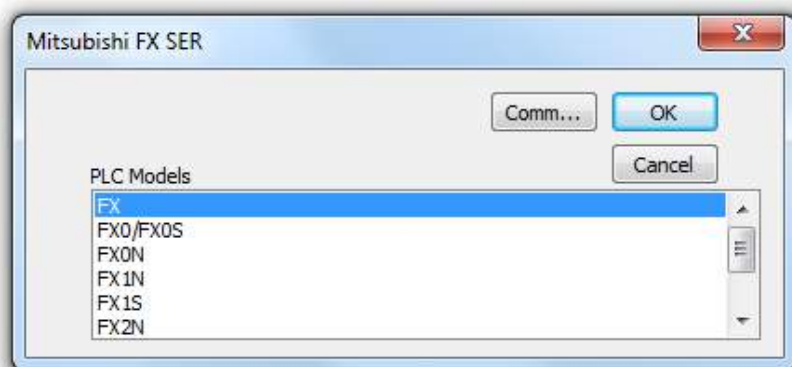 Mitsubishi FX SER
Comm...
OK
Cancel
PLC Models
FX
FX0/FX0S
FX0N
FX1N
FX1S
FX2N